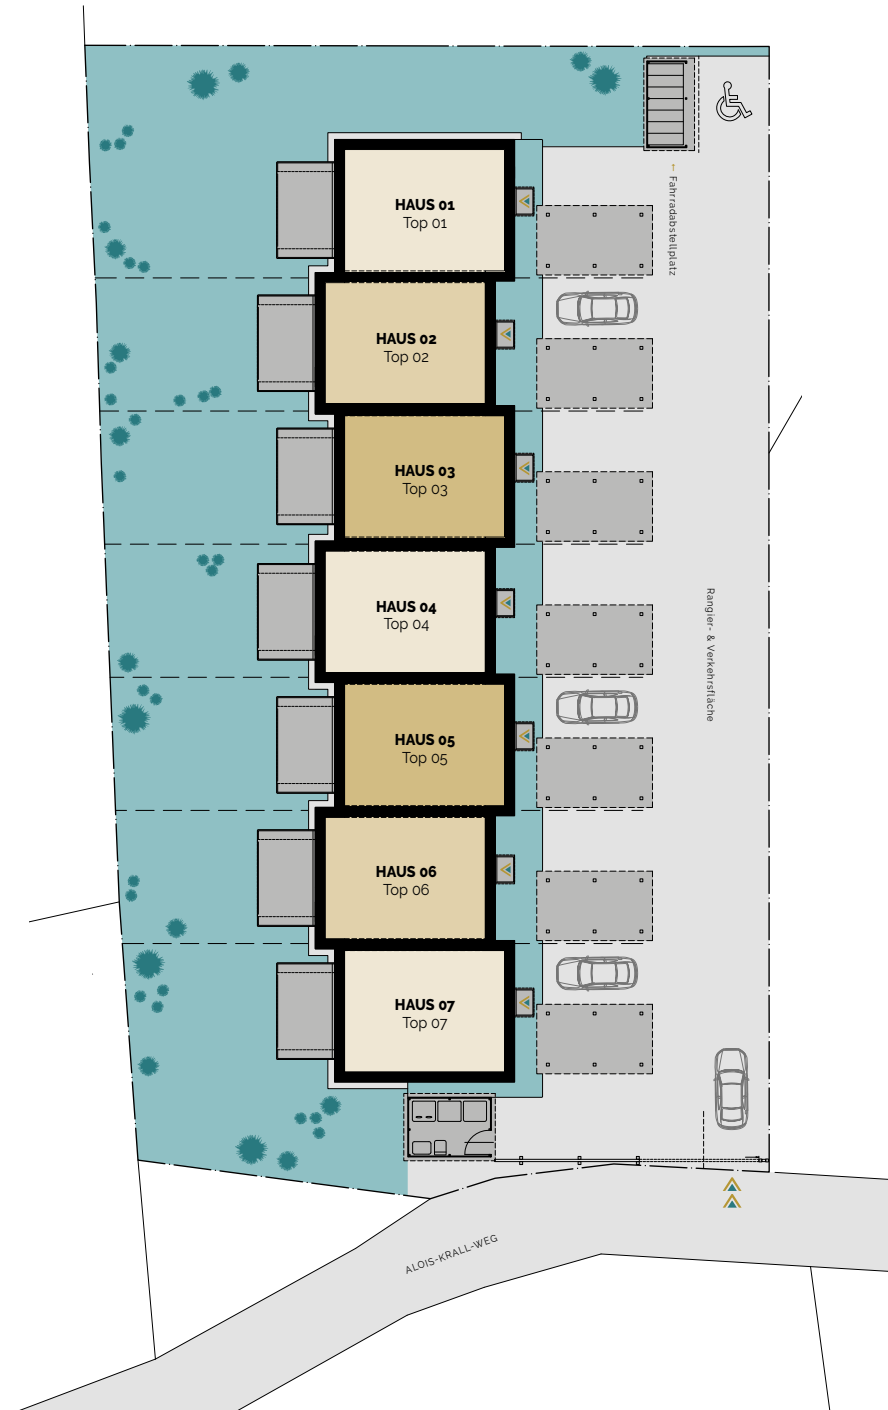 HAUS 01
Top 01
← Fahrradabstellplatz
HAUS 02
Top 02
HAUS 03
Top 03
HAUS 04
Top 04
Rangier- & Verkehrsfläche
HAUS 05
Top 05
HAUS 06
Top 06
HAUS 07
Top 07
ALOIS-KRALL-WEG